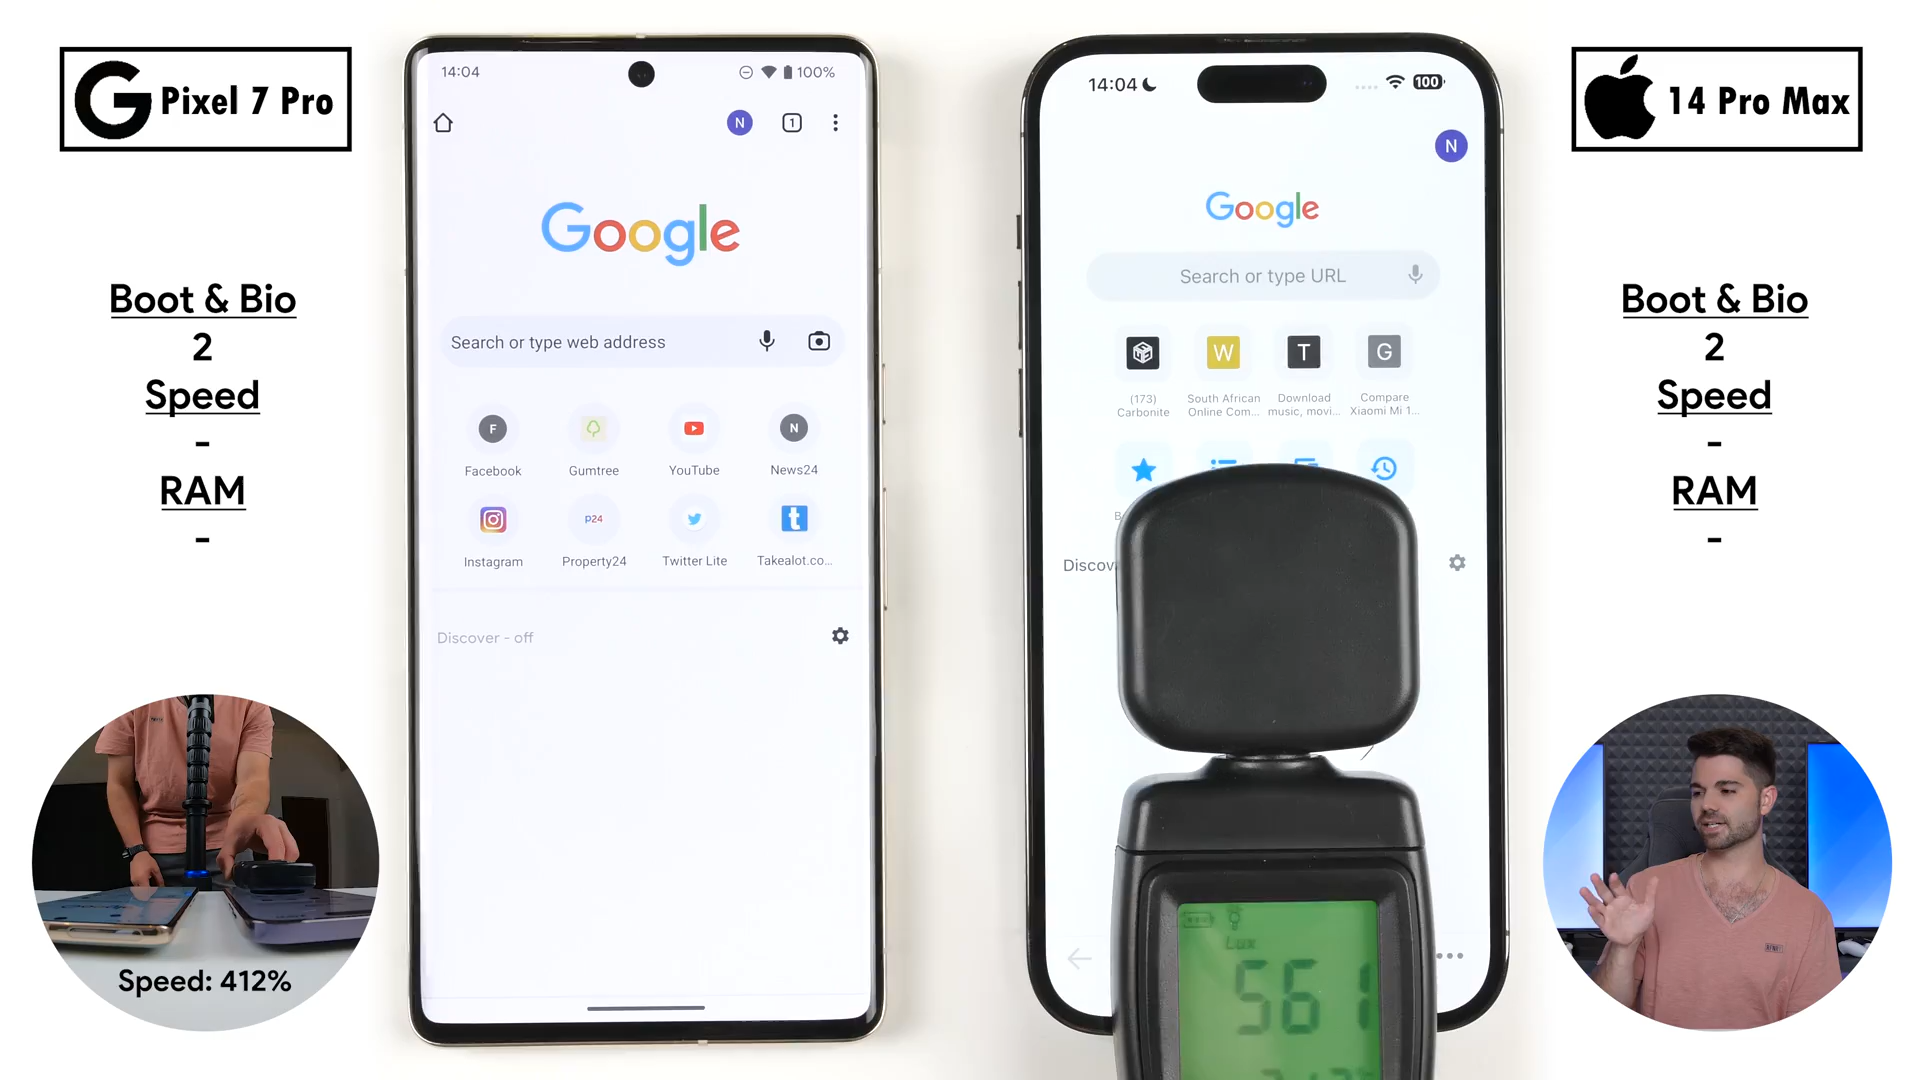 Pixel 7 Pro
Boot & Bio
2
Speed
-
RAM
-
Speed: 412%
14:04
100%
N
1
Google
Search or type web address
F
N
Facebook
Gumtree
YouTube
News24
P24
t
Instagram
Property24
Twitter Lite
Takealot.co...
Discover - off
14:04
100
N
Google
Search or type URL
W
T
G
(173)
Carbonite
South African
Online Com...
Download
music, movi...
Compare
Xiaomi Mi 1...
Discov
Lux
561
14 Pro Max
Boot & Bio
2
Speed
-
RAM
-